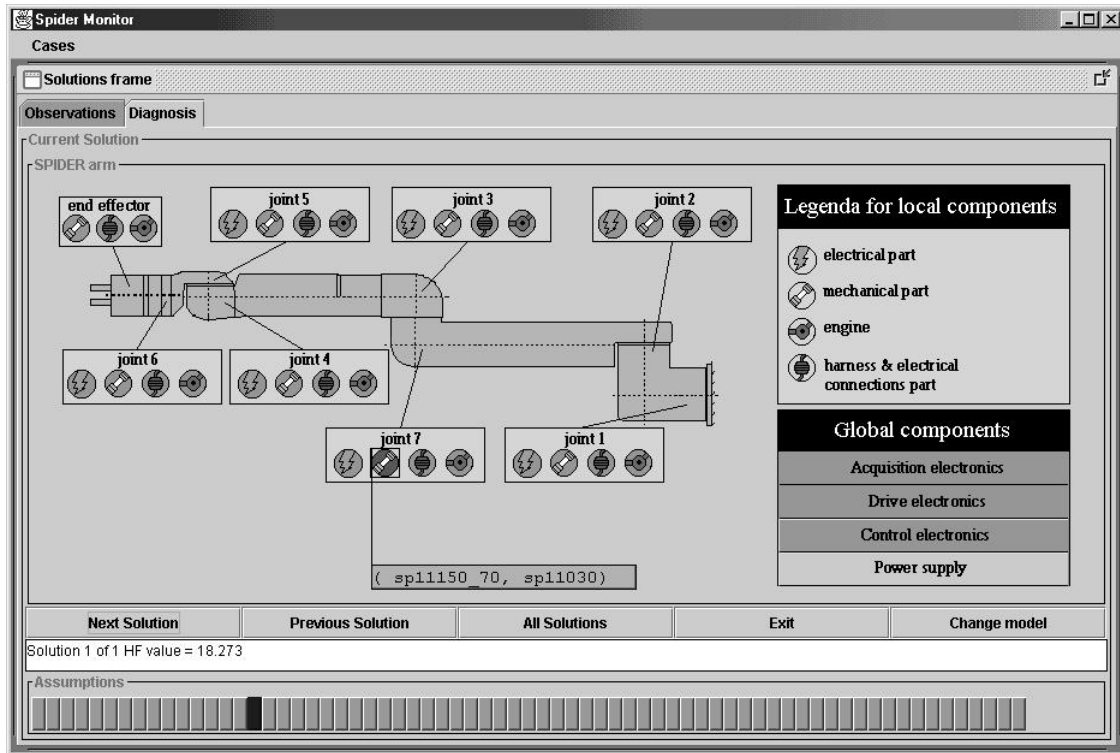 Spider Monitor
Cases
Solutions frame
Observations Diagnosis
Current Solution
SPIDER arm
end effector
joint 5
joint 3
joint 2
joint 6
joint 4
joint 7
joint 1
Legenda for local components
electrical part
mechanical part
engine
harness & electrical
connections part
Global components
Acquisition electronics
Drive electronics
Control electronics
Power supply
( sp11150_70, sp11030)
Next Solution Previous Solution All Solutions Exit Change model
Solution 1 of 1 HF value = 18.273
Assumptions